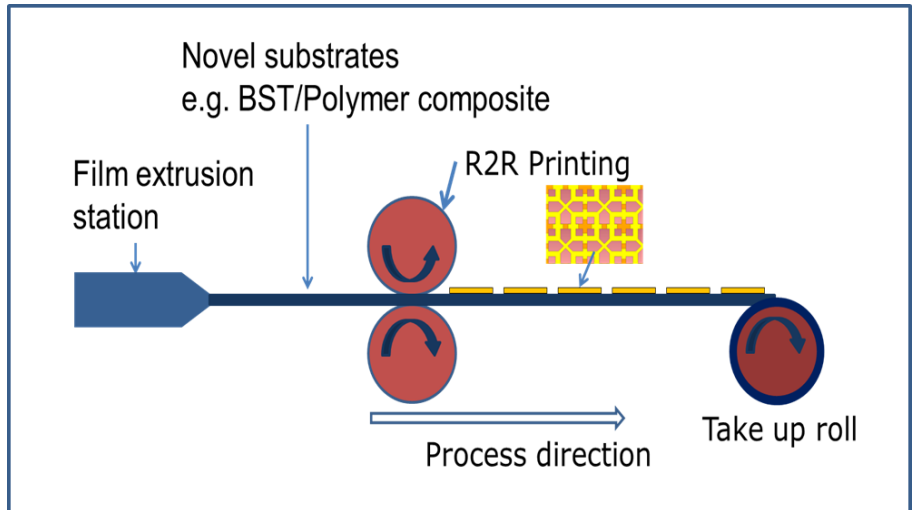 Novel substrates
e.g. BST/Polymer composite
Film extrusion
station
R2R Printing
Process direction
Take up roll